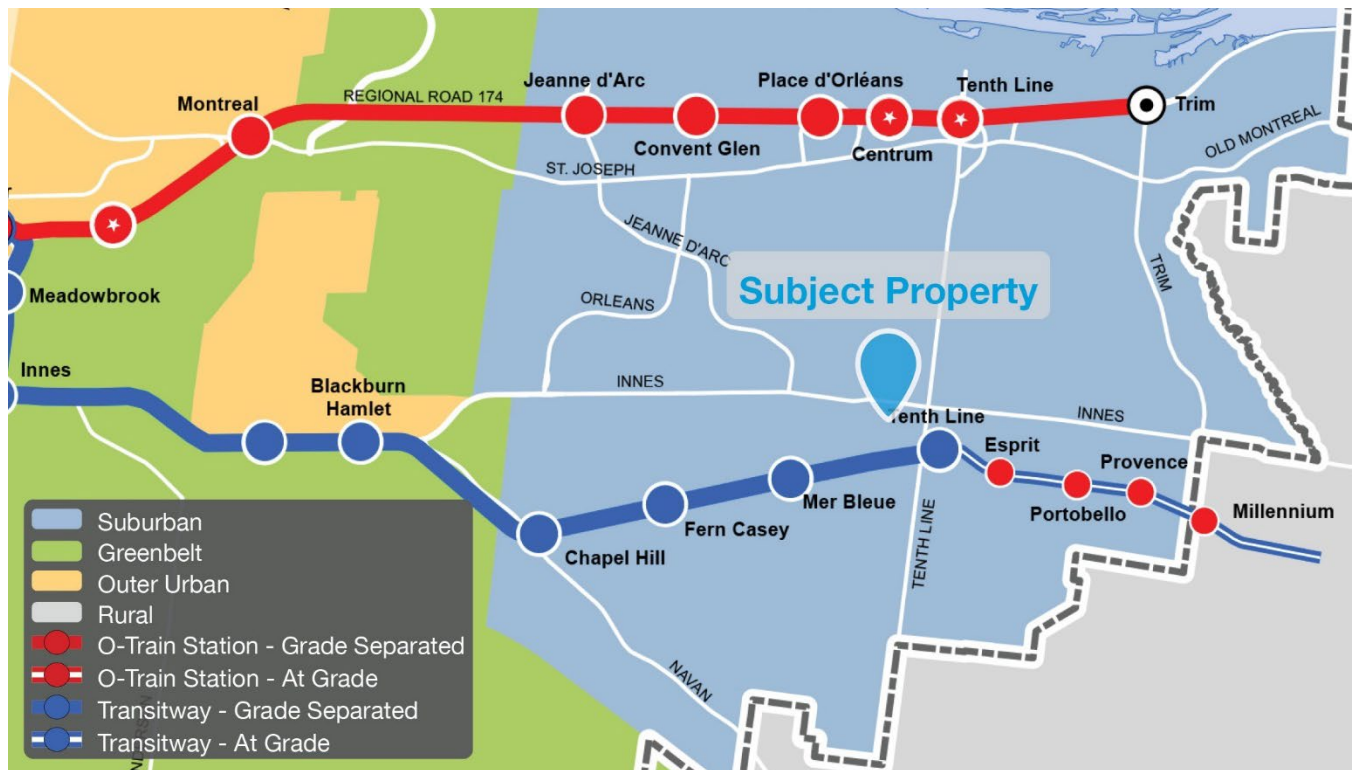 Jeanne d'Arc
Place d'Orléans
Tenth Line
Montreal
REGIONAL ROAD 174
Trim
Convent Glen
Centrum
OLD MONTREAL
ST. JOSEPH
JEANNE D'ARC
Subject Property
TRIM
Meadowbrook
ORLEANS
Innes
INNES
Blackburn
Hamlet
Tenth Line
INNES
Esprit
Provence
Mer Bleue
Portobello
Millennium
Fern Casey
Chapel Hill
TENTH LINE
NAVAN
Suburban
Greenbelt
Outer Urban
Rural
O-Train Station - Grade Separated
O-Train Station - At Grade
Transitway - Grade Separated
Transitway - At Grade